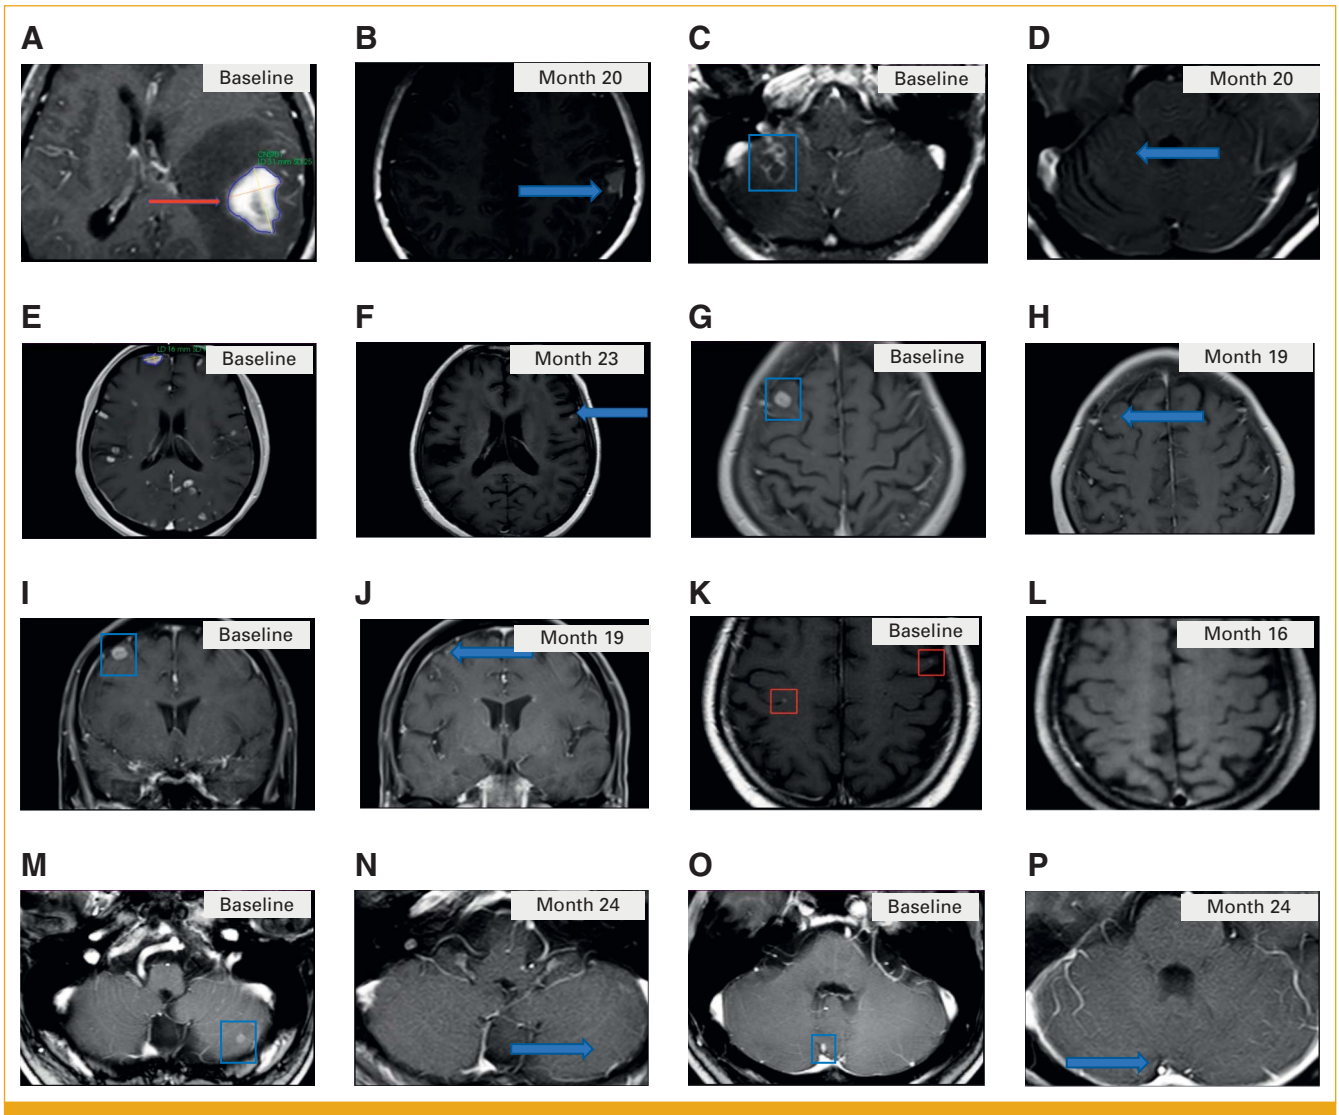 A
Baseline
B
Month 20
C
Baseline
D
Month 20
E
Baseline
F
Month 23
G
Baseline
H
Month 19
I
Baseline
J
Month 19
K
Baseline
L
Month 16
M
Baseline
N
Month 24
O
Baseline
P
Month 24